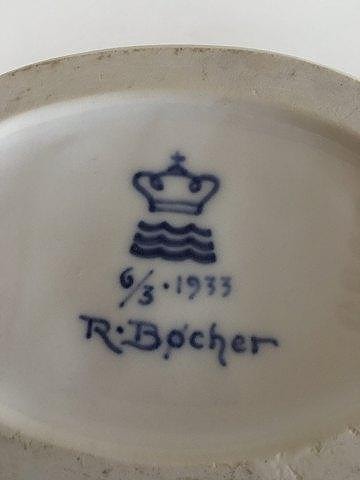 6/3 · 1933
R. Bøcher